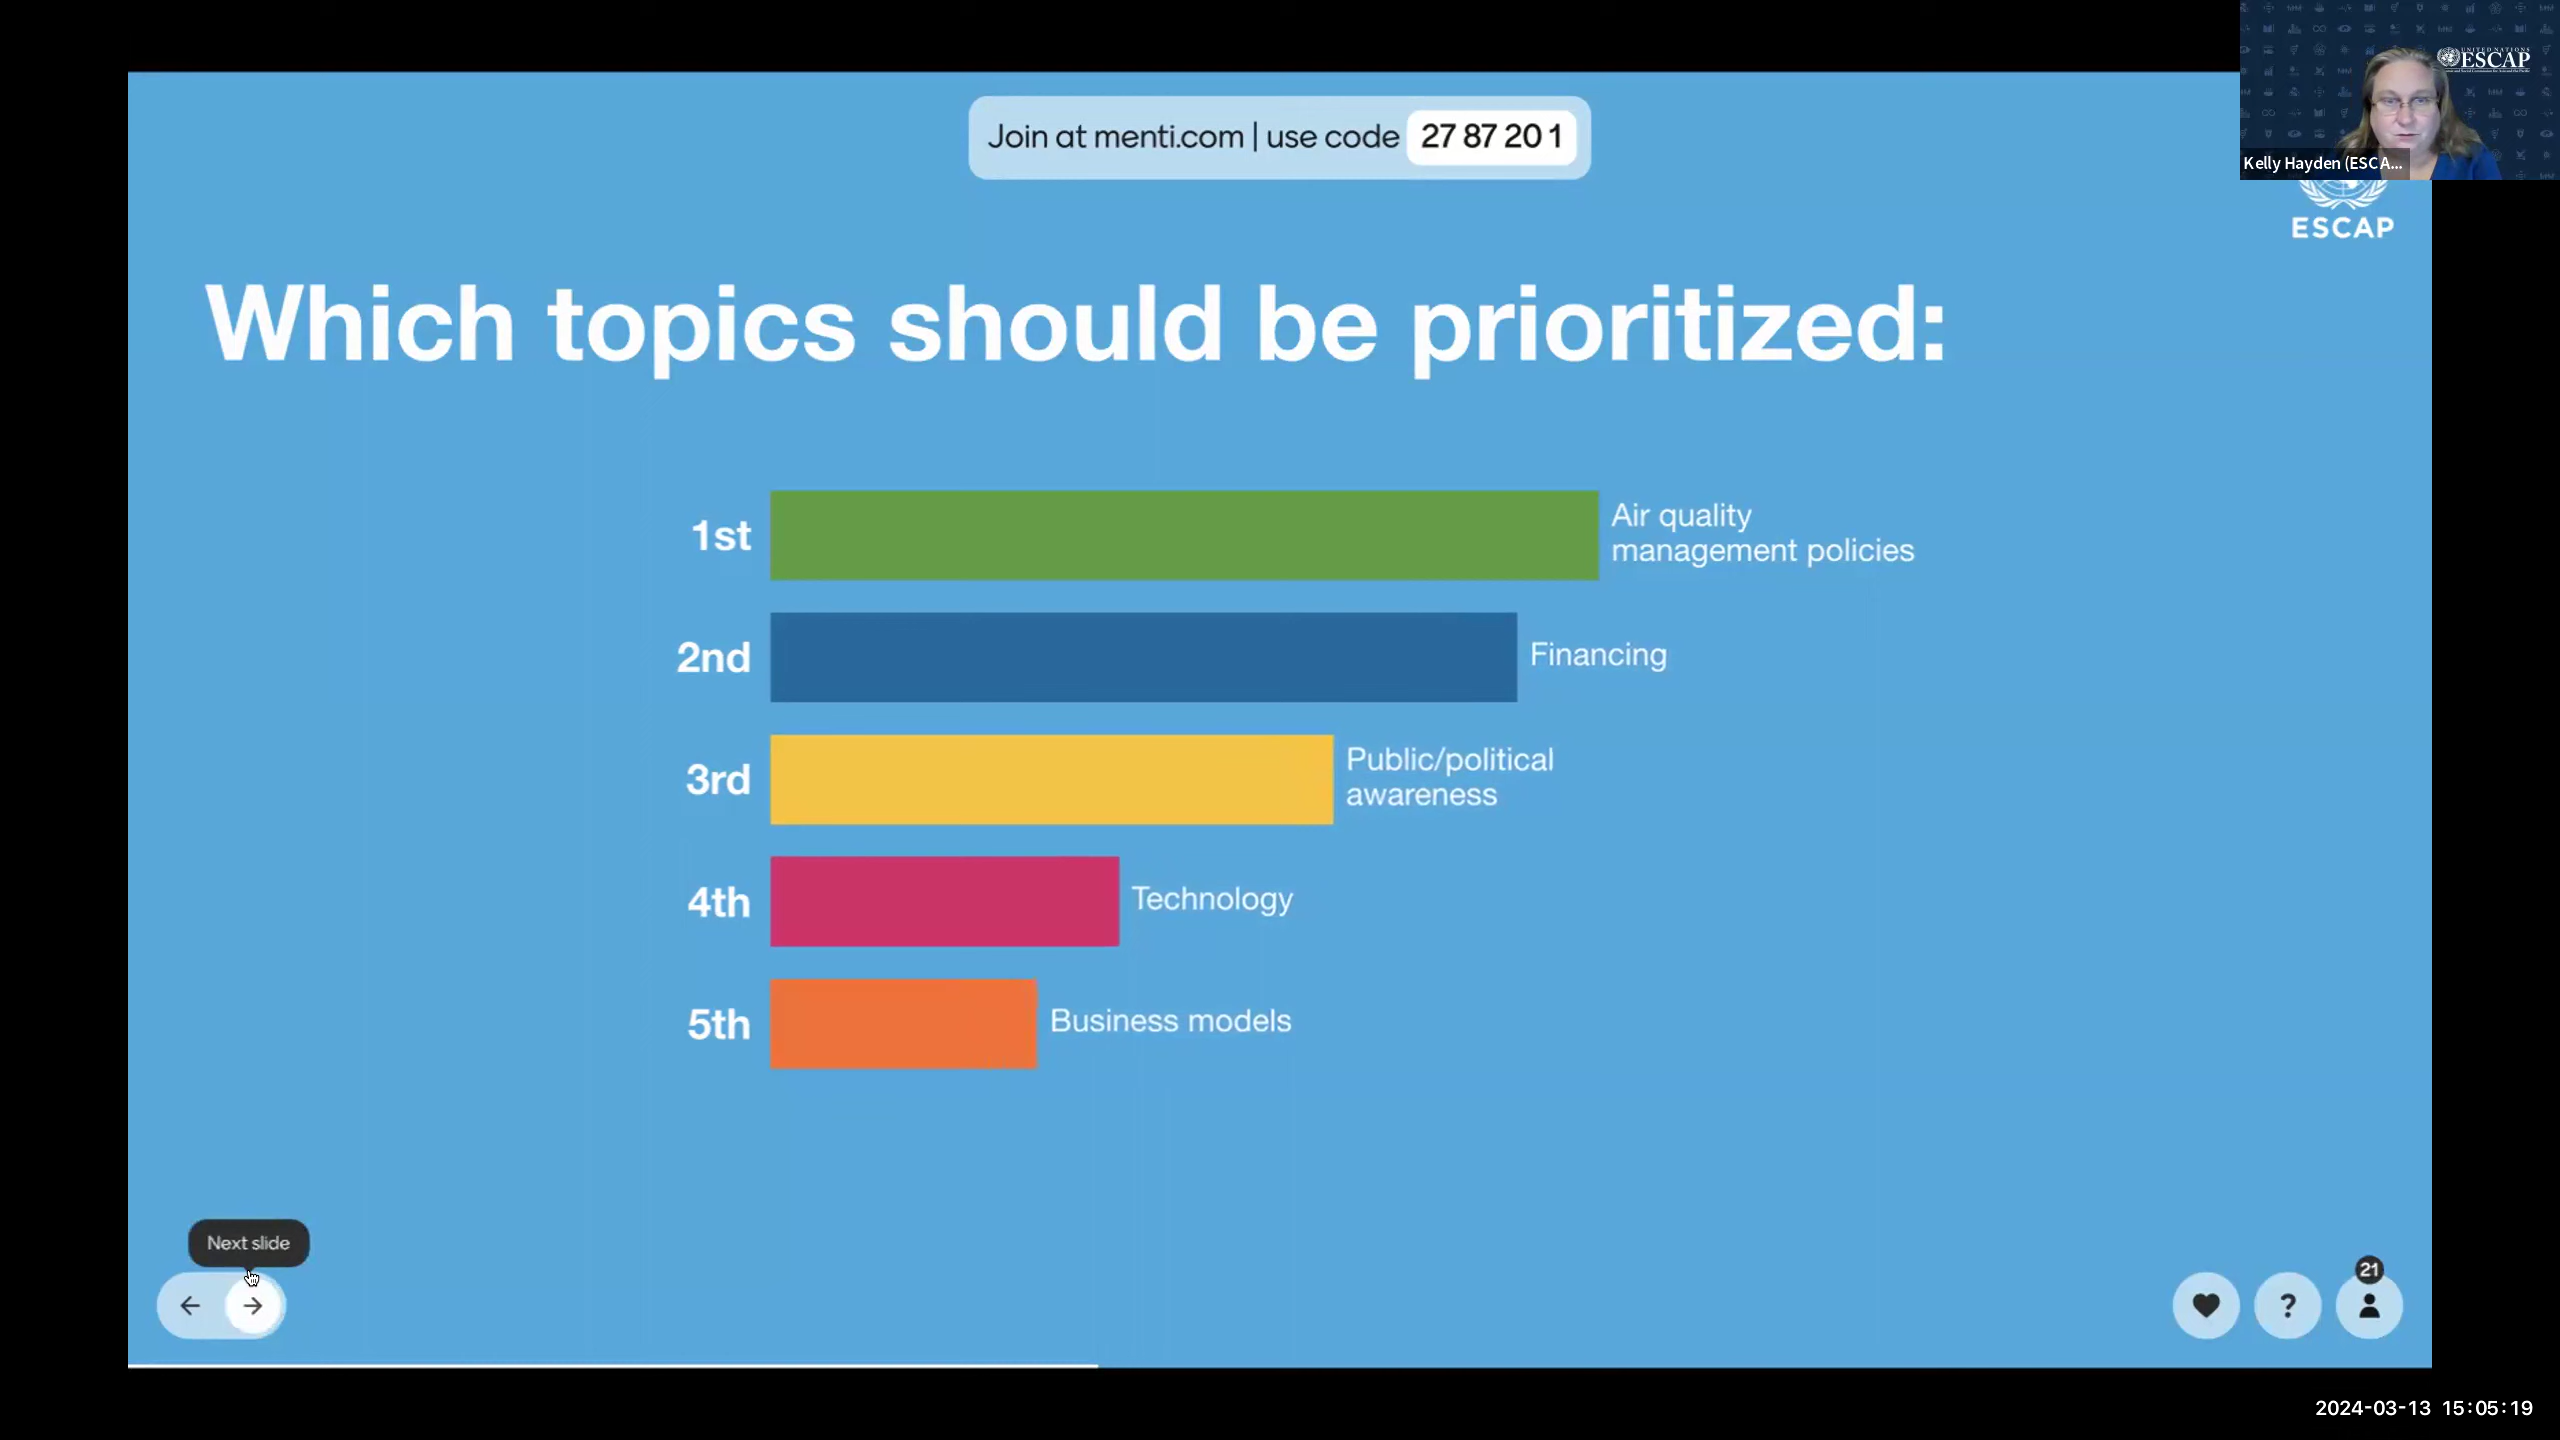 Join at menti.com | use code 27 87 20 1
UNITED NATIONS
ESCAP
Kelly Hayden (ESCA...
ESCAP
Which topics should be prioritized:
1st
Air quality
management policies
2nd
Financing
3rd
Public/political
awareness
4th
Technology
5th
Business models
Next slide
21
?
2024-03-13 15:05:19